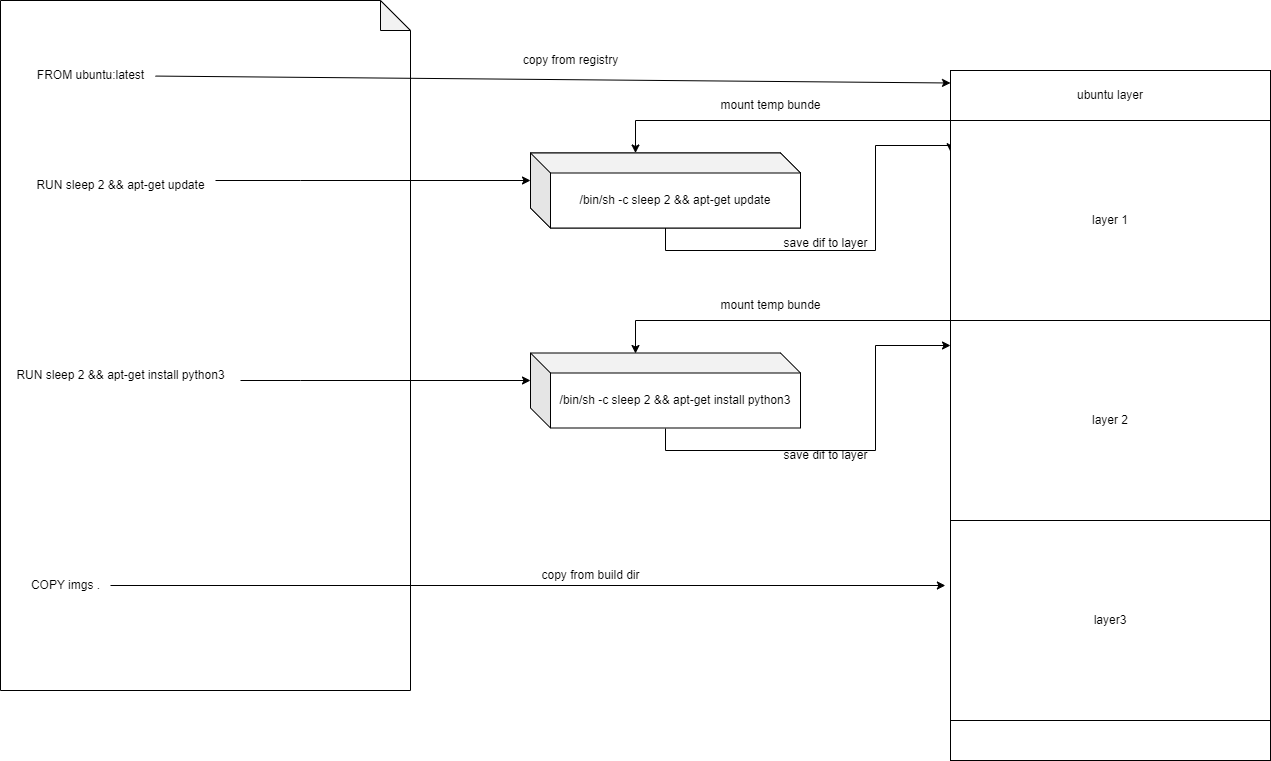 copy from registry
FROM ubuntu:latest
ubuntu layer
mount temp bunde
RUN sleep 2 && apt-get update
/bin/sh -c sleep 2 && apt-get update
layer 1
save dif to layer
mount temp bunde
RUN sleep 2 && apt-get install python3
/bin/sh -c sleep 2 && apt-get install python3
layer 2
save dif to layer
copy from build dir
COPY imgs .
layer3